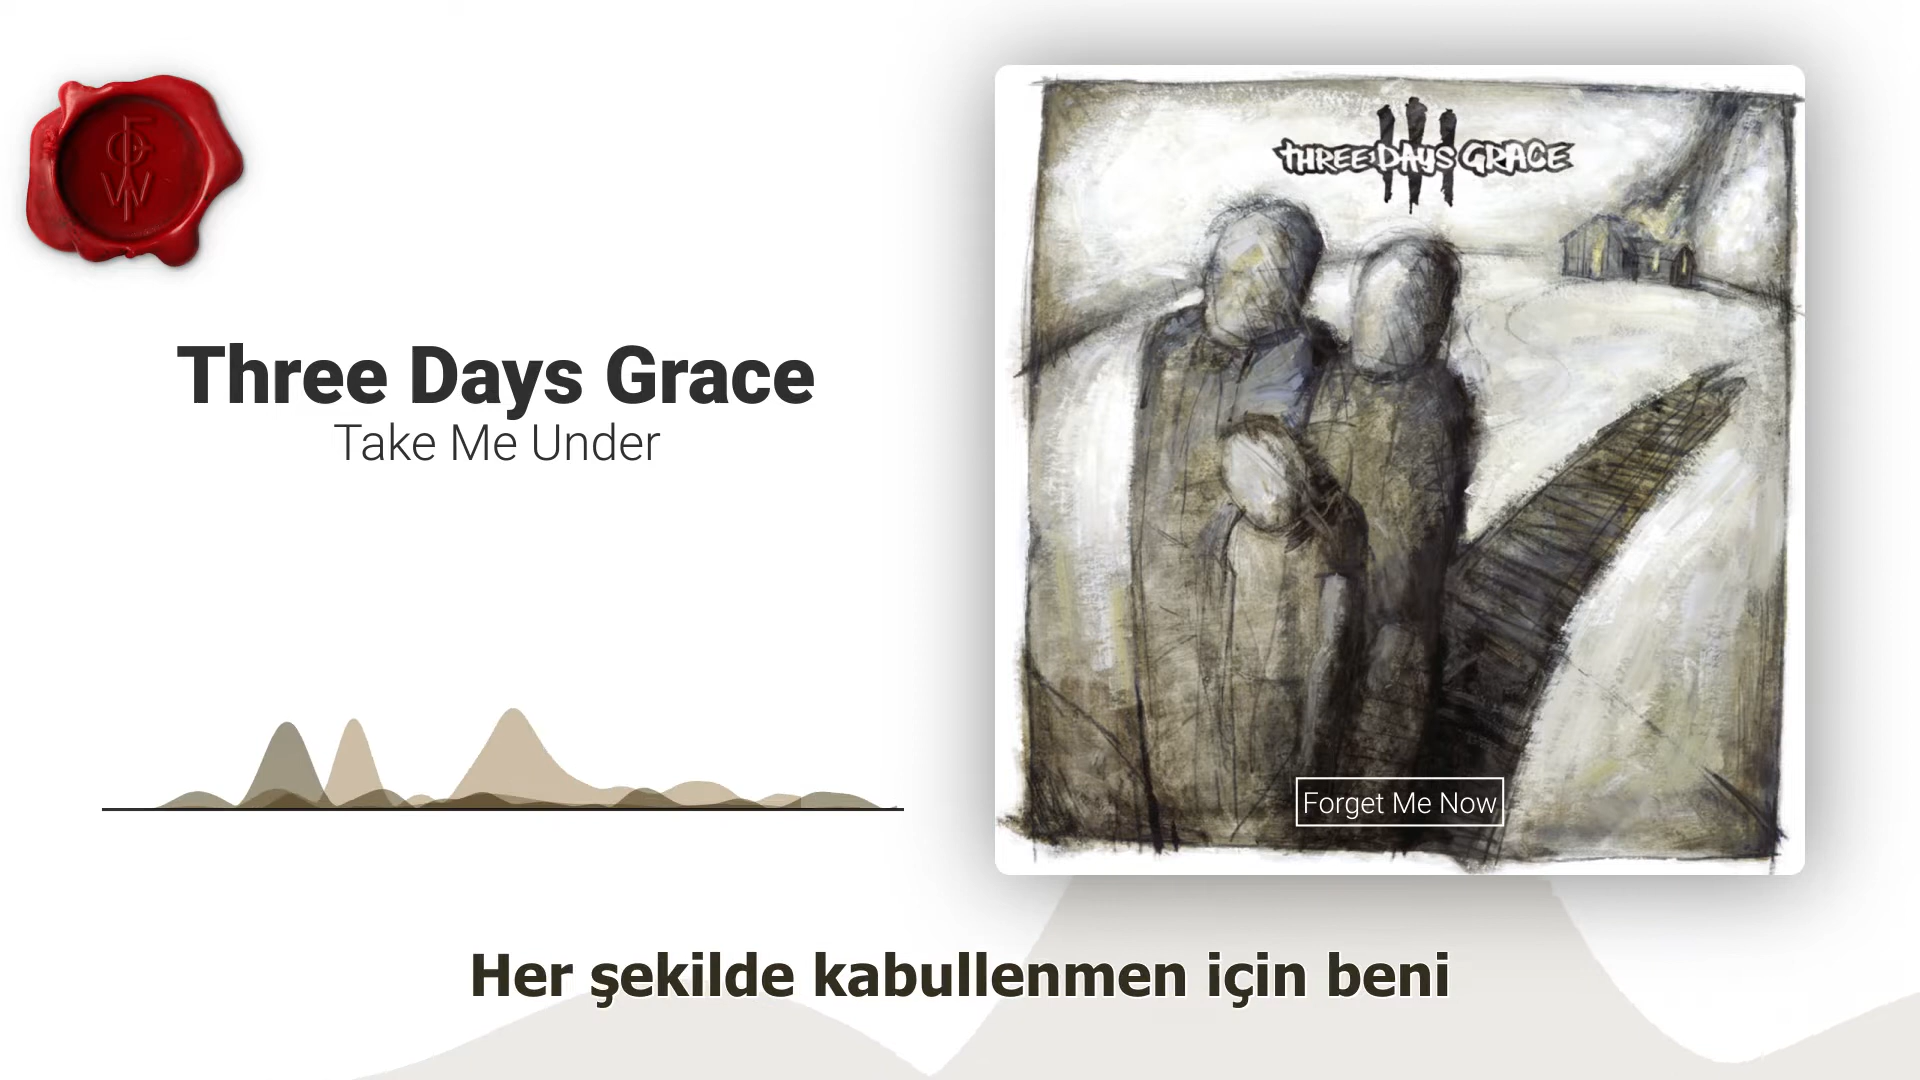 THREE DAYS GRACE
Three Days Grace
Take Me Under
Forget Me Now
Her şekilde kabullenmen için beni